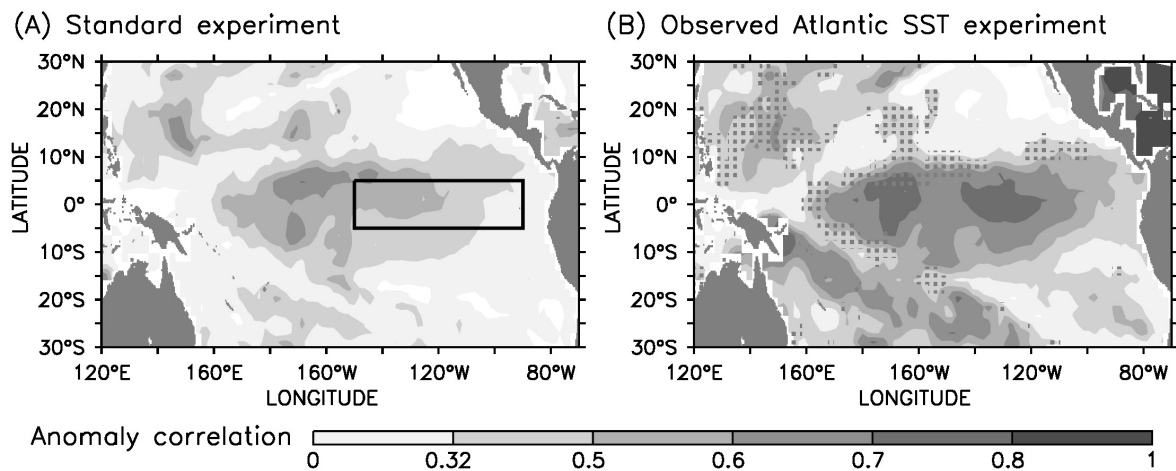 (A) Standard experiment
(B) Observed Atlantic SST experiment
LATITUDE
30°N
20°N
10°N
0°
10°S
20°S
30°S
120°E 160°E 160°W 120°W 80°W
LONGITUDE
LATITUDE
30°N
20°N
10°N
0°
10°S
20°S
30°S
120°E 160°E 160°W 120°W 80°W
LONGITUDE
Anomaly correlation
0 0.32 0.5 0.6 0.7 0.8 1